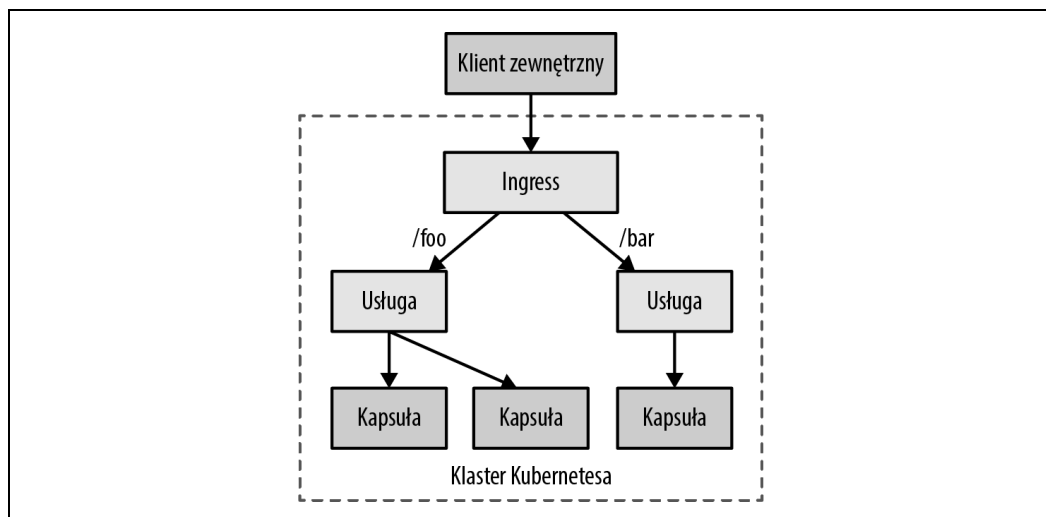 Klient zewnętrzny
Ingress
/foo
/bar
Usługa
Usługa
Kapsuła
Kapsuła
Kapsuła
Klaster Kubernetesa